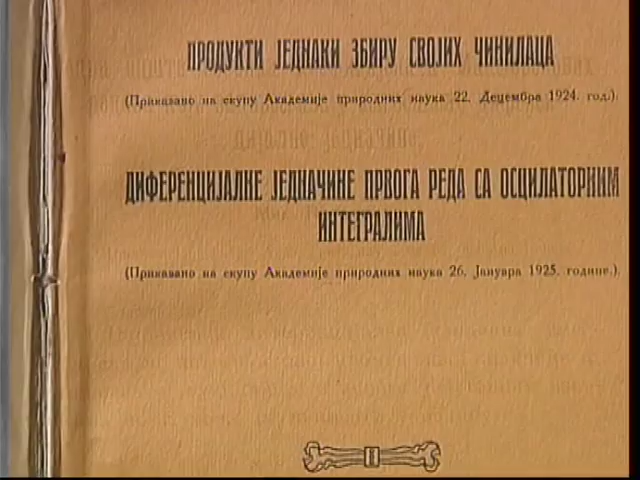 ПРОДУКТИ ЈЕДНАКИ ЗБИРУ СВОЈИХ ЧИНИЛАЦА
(Приказано на скупу Академије природних наука 22. Децембра 1924. год.).
ДИФЕРЕНЦИЈАЛНЕ ЈЕДНАЧИНЕ ПРВОГА РЕДА СА ОСЦИЛАТОРНИМ
ИНТЕГРАЛИМА
(Приказано на скупу Академије природних наука 26. Јануара 1925. године.).